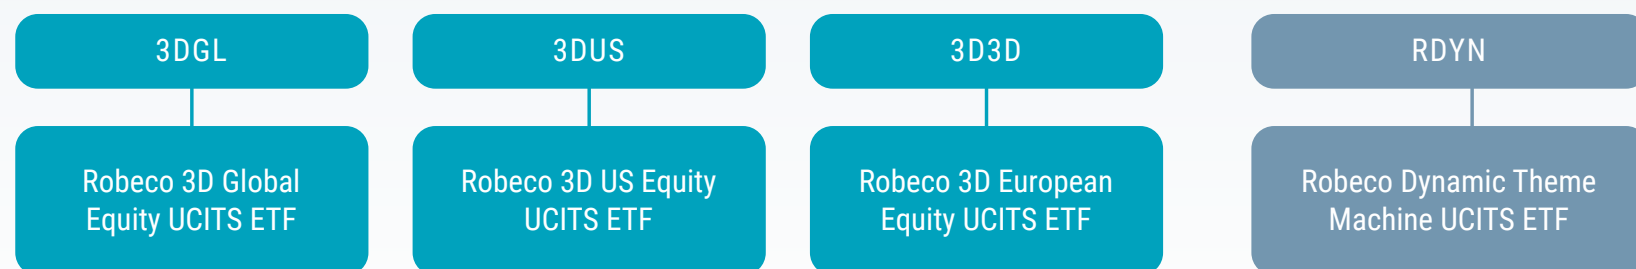 3DGL
Robeco 3D Global
Equity UCITS ETF
3DUS
Robeco 3D US Equity
UCITS ETF
3D3D
Robeco 3D European
Equity UCITS ETF
RDYN
Robeco Dynamic Theme
Machine UCITS ETF